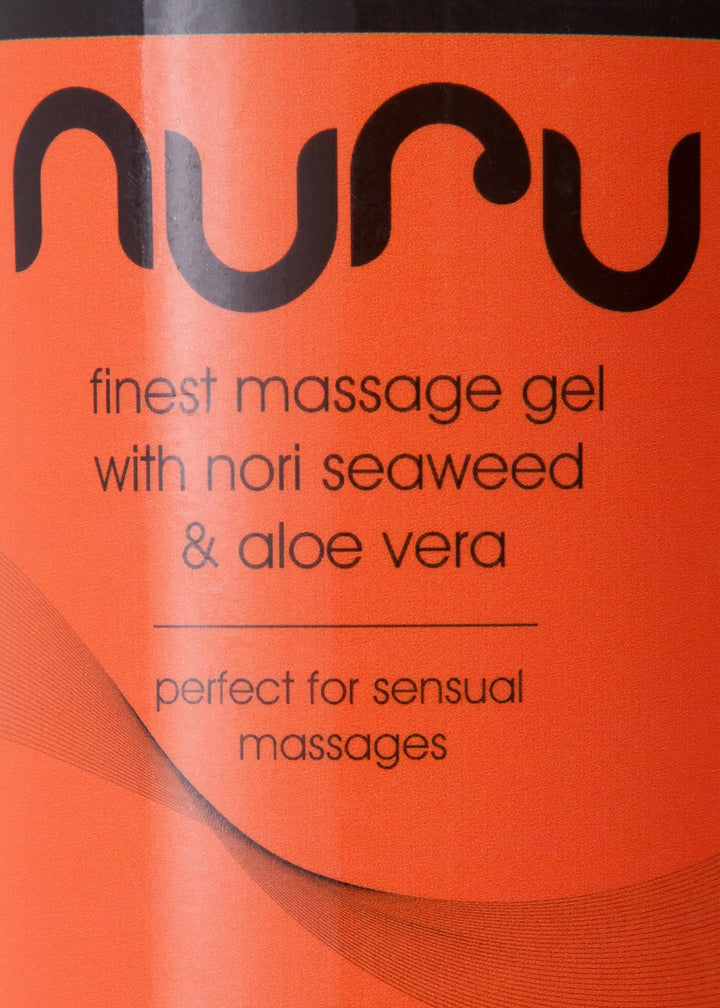 nuru
finest massage gel
with nori seaweed
& aloe vera
perfect for sensual
massages